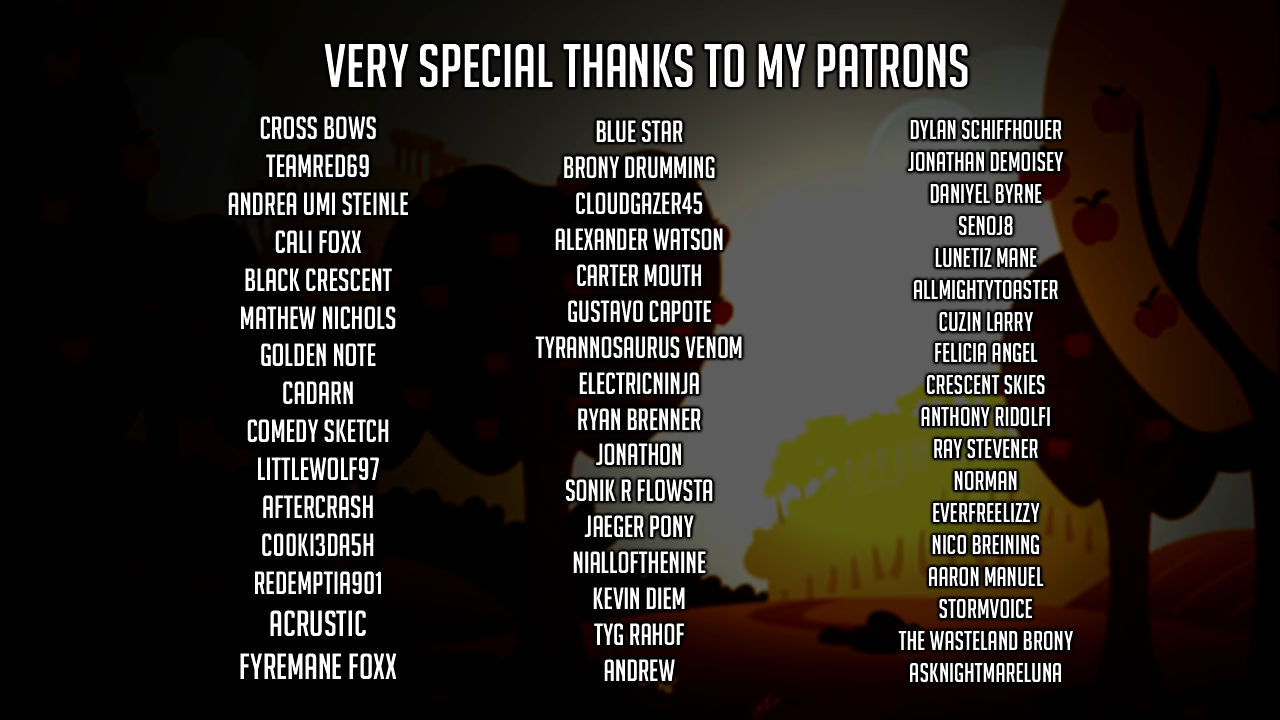 VERY SPECIAL THANKS TO MY PATRONS
CROSS BOWS
TEAMRED69
ANDREA UMI STEINLE
CALI FOXX
BLACK CRESCENT
MATHEW NICHOLS
GOLDEN NOTE
CADARN
COMEDY SKETCH
LITTLEWOLF97
AFTERCRASH
COOKI3DA5H
REDEMPTIA901
ACRUSTIC
FYREMANE FOXX
BLUE STAR
BRONY DRUMMING
CLOUDGAZER45
ALEXANDER WATSON
CARTER MOUTH
GUSTAVO CAPOTE
TYRANNOSAURUS VENOM
ELECTRICNINJA
RYAN BRENNER
JONATHON
SONIK R FLOWSTA
JAEGER PONY
NIALLOFTHENINE
KEVIN DIEM
TYG RAHOF
ANDREW
DYLAN SCHIFFHOUER
JONATHAN DEMOISEY
DANIYEL BYRNE
SENOJ8
LUNETIZ MANE
ALLMIGHTYTOASTER
CUZIN LARRY
FELICIA ANGEL
CRESCENT SKIES
ANTHONY RIDOLFI
RAY STEVENER
NORMAN
EVERFREELIZZY
NICO BREINING
AARON MANUEL
STORMVOICE
THE WASTELAND BRONY
ASKNIGHTMARELUNA